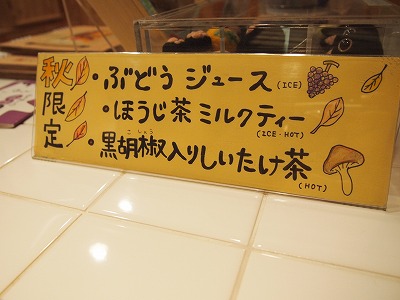 秋限定
・ぶどう ジュース (ICE)
・ほうじ茶 ミルクティー (ICE・HOT)
・黒胡椒入りしいたけ茶 (HOT)
こしょう